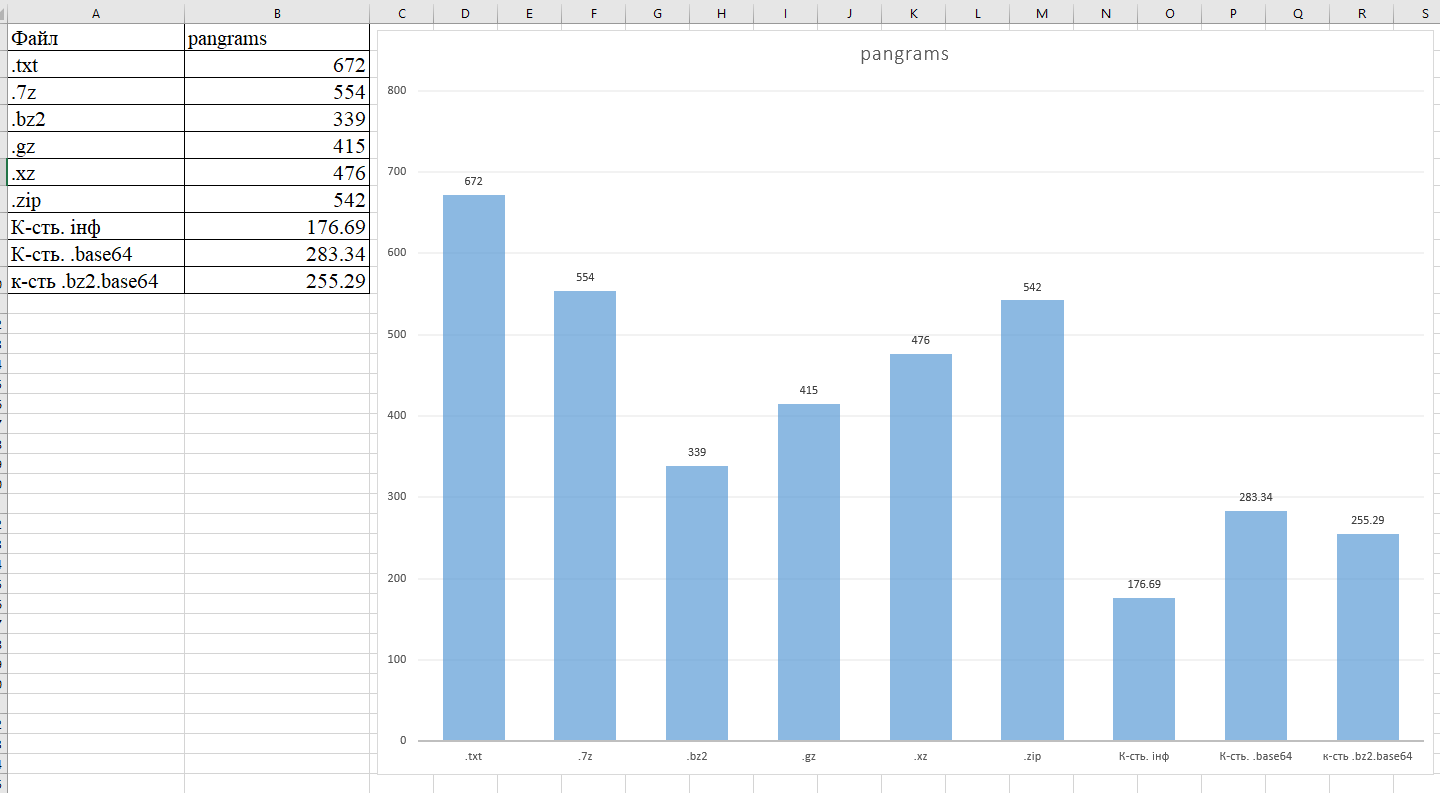 A B C D E F G H I J K L M N O P Q R S
Файл pangrams
.txt 672
.7z 554
.bz2 339
.gz 415
.xz 476
.zip 542
К-сть. інф 176.69
К-сть. .base64 283.34
к-сть .bz2.base64 255.29
pangrams
800
700
600
500
400
300
200
100
0
672
554
339
415
476
542
176.69
283.34
255.29
.txt .7z .bz2 .gz .xz .zip К-сть. інф К-сть. .base64 к-сть .bz2.base64